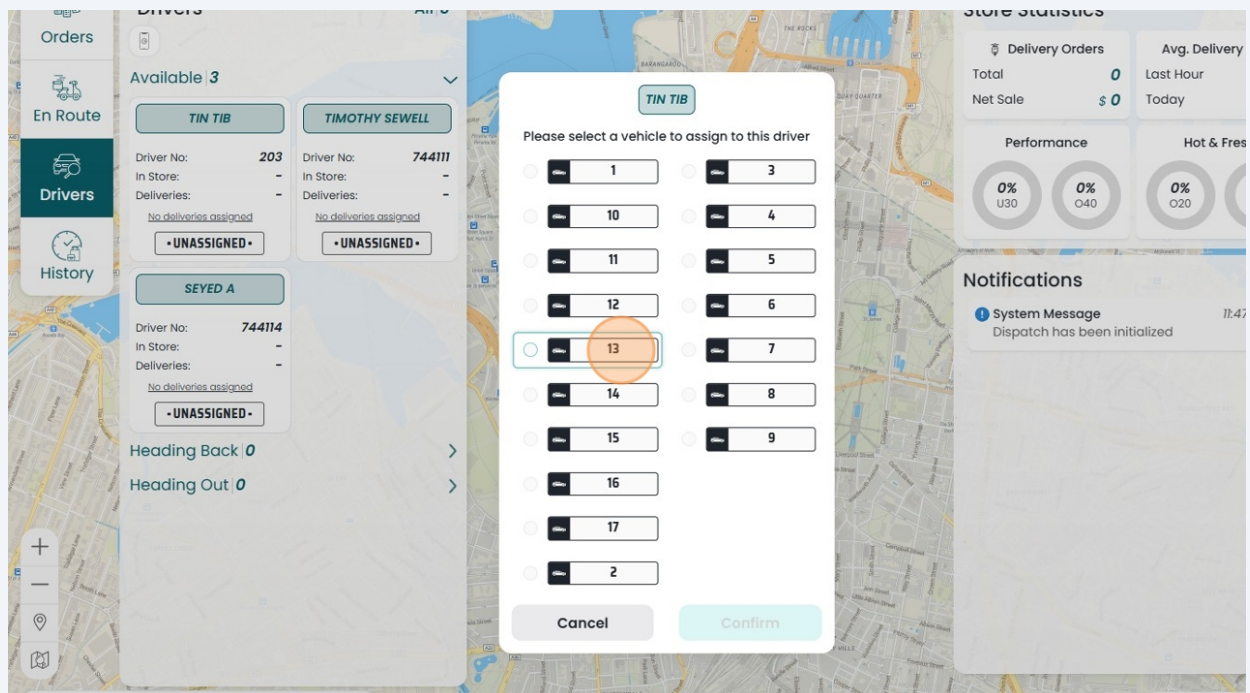 Orders
En Route
Drivers
History
Drivers
Available | 3
TIN TIB
Driver No: 203
In Store: -
Deliveries: -
No deliveries assigned
• UNASSIGNED •
TIMOTHY SEWELL
Driver No: 744111
In Store: -
Deliveries: -
No deliveries assigned
• UNASSIGNED •
SEYED A
Driver No: 744114
In Store: -
Deliveries: -
No deliveries assigned
• UNASSIGNED •
Heading Back | 0
Heading Out | 0
THE ROCKS
BARANGAROO
TIN TIB
Please select a vehicle to assign to this driver
1
10
11
12
13
14
15
16
17
2
3
4
5
6
7
8
9
Cancel
Confirm
Store Statistics
Delivery Orders
Total 0
Net Sale $ 0
Avg. Delivery
Last Hour
Today
Performance
0%
U30
0%
O40
Hot & Fres
0%
O20
Notifications
System Message 11:47
Dispatch has been initialized